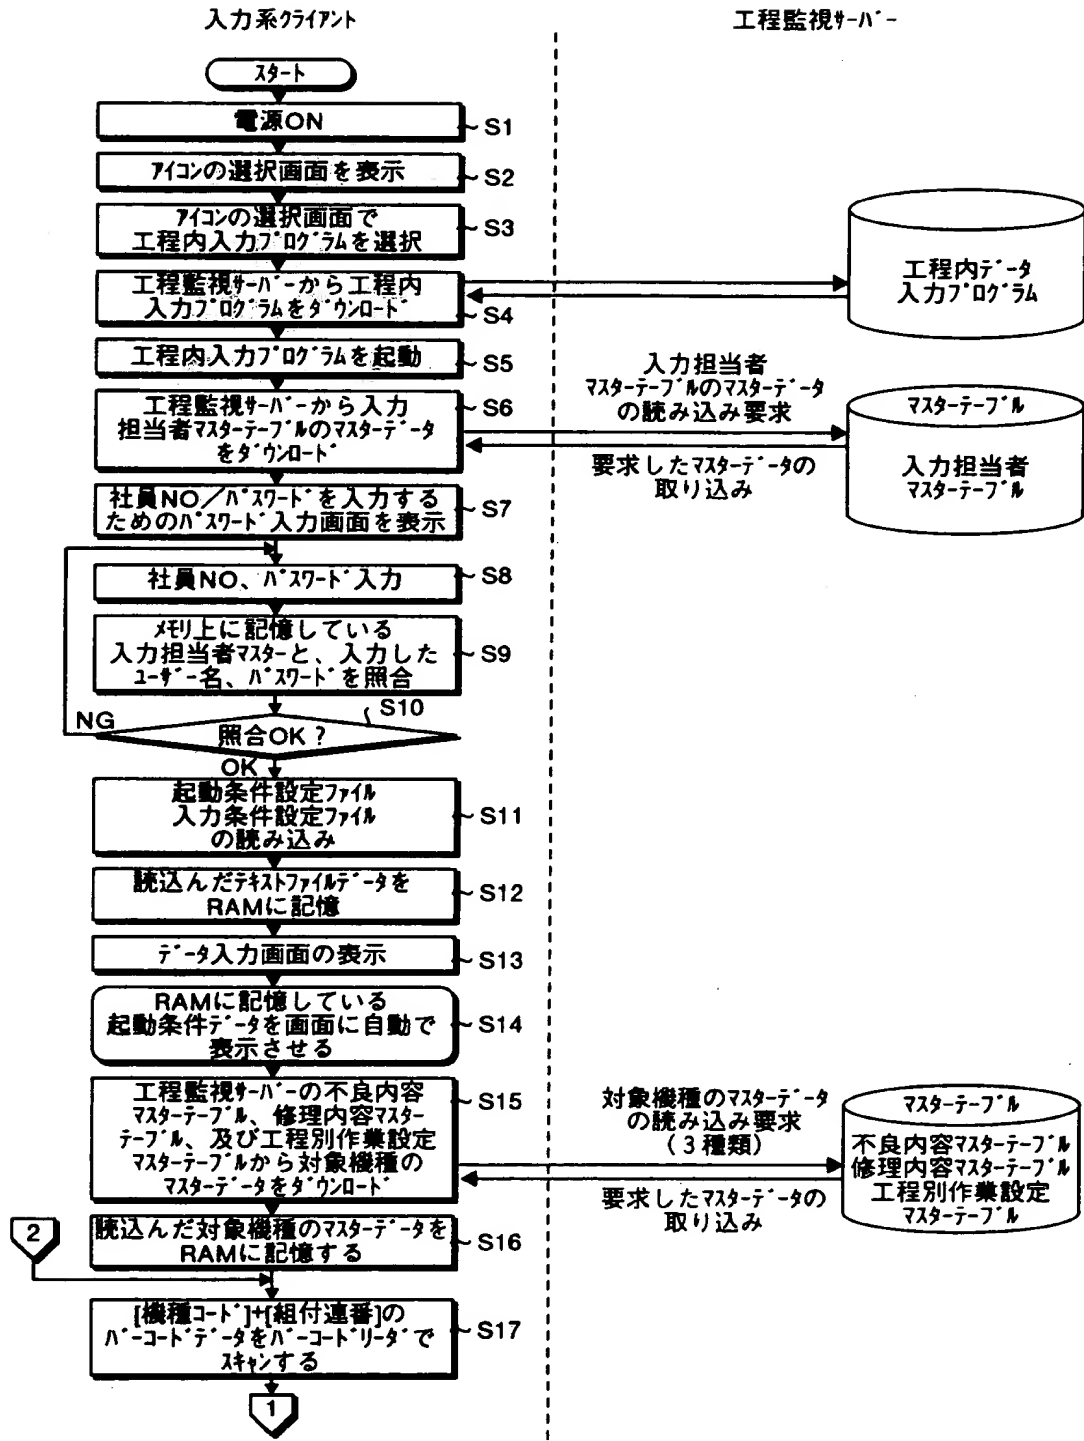 入力系クライアント
工程監視サーバー
スタート
電源ON
S1
アイコンの選択画面を表示
S2
アイコンの選択画面で
工程内入力プログラムを選択
S3
工程監視サーバーから工程内
入力プログラムをダウンロード
S4
工程内データ
入力プログラム
工程内入力プログラムを起動
S5
工程監視サーバーから入力
担当者マスターテーブルのマスターデータ
をダウンロード
S6
入力担当者
マスターテーブルのマスターデータ
の読み込み要求
要求したマスターデータの
取り込み
マスターテーブル
入力担当者
マスターテーブル
社員NO/パスワードを入力する
ためのパスワード入力画面を表示
S7
社員NO、パスワード入力
S8
メモリ上に記憶している
入力担当者マスターと、入力した
ユーザー名、パスワードを照合
S9
S10
NG
照合OK?
OK
起動条件設定ファイル
入力条件設定ファイル
の読み込み
S11
読込んだテキストファイルデータを
RAMに記憶
S12
データ入力画面の表示
S13
RAMに記憶している
起動条件データを画面に自動で
表示させる
S14
工程監視サーバーの不良内容
マスターテーブル、修理内容マスター
テーブル、及び工程別作業設定
マスターテーブルから対象機種の
マスターデータをダウンロード
S15
対象機種のマスターデータ
の読み込み要求
(3種類)
要求したマスターデータの
取り込み
マスターテーブル
不良内容マスターテーブル
修理内容マスターテーブル
工程別作業設定
マスターテーブル
2
読込んだ対象機種のマスターデータを
RAMに記憶する
S16
[機種コード]+[組付連番]の
バーコードデータをバーコードリーダで
スキャンする
S17
1